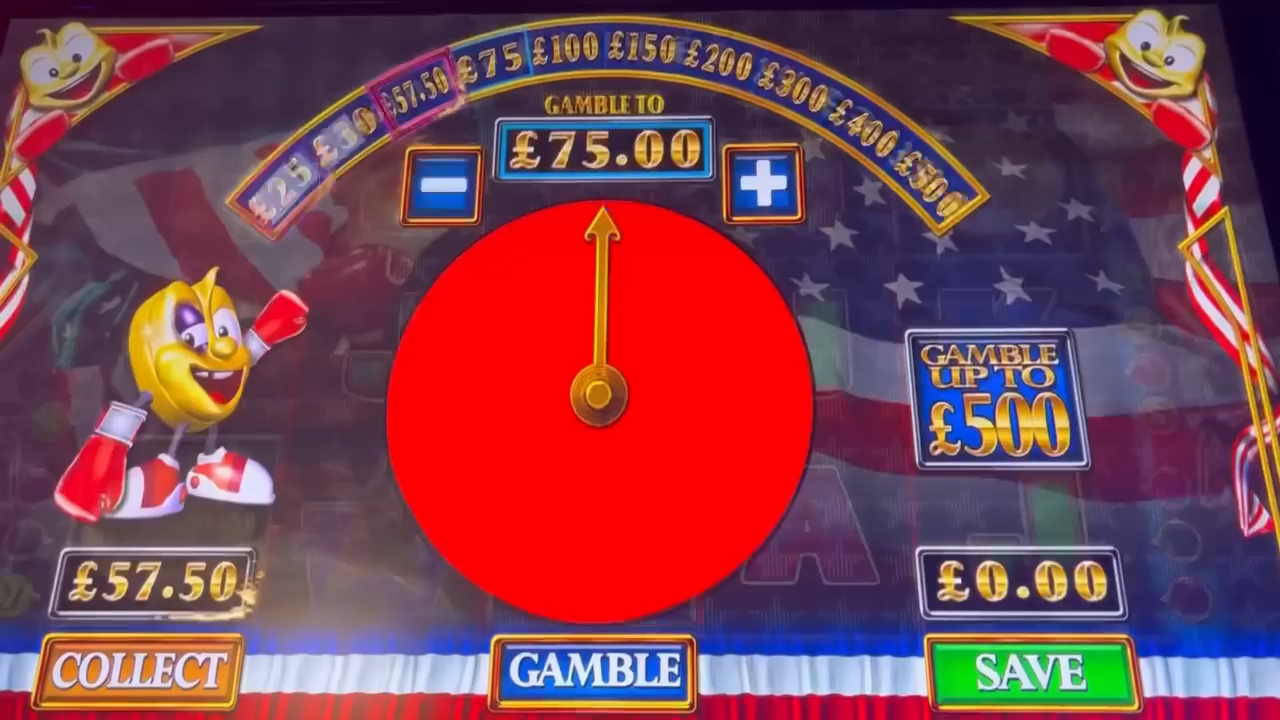 £25 £50 £57.50 £75 £100 £150 £200 £300 £400 £500
GAMBLE TO
£75.00
- +
GAMBLE
UP TO
£500
£57.50
£0.00
COLLECT
GAMBLE
SAVE